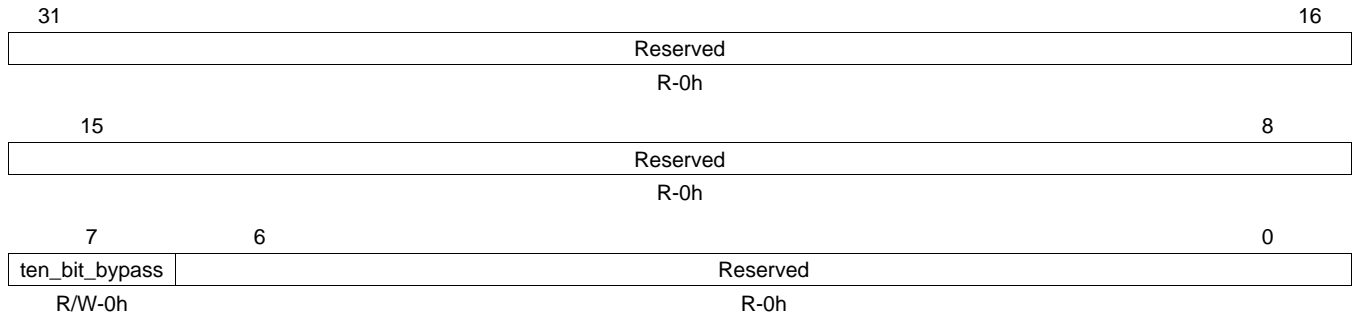 31 16
Reserved
R-0h
15 8
Reserved
R-0h
7 6 0
ten_bit_bypass Reserved
R/W-0h R-0h